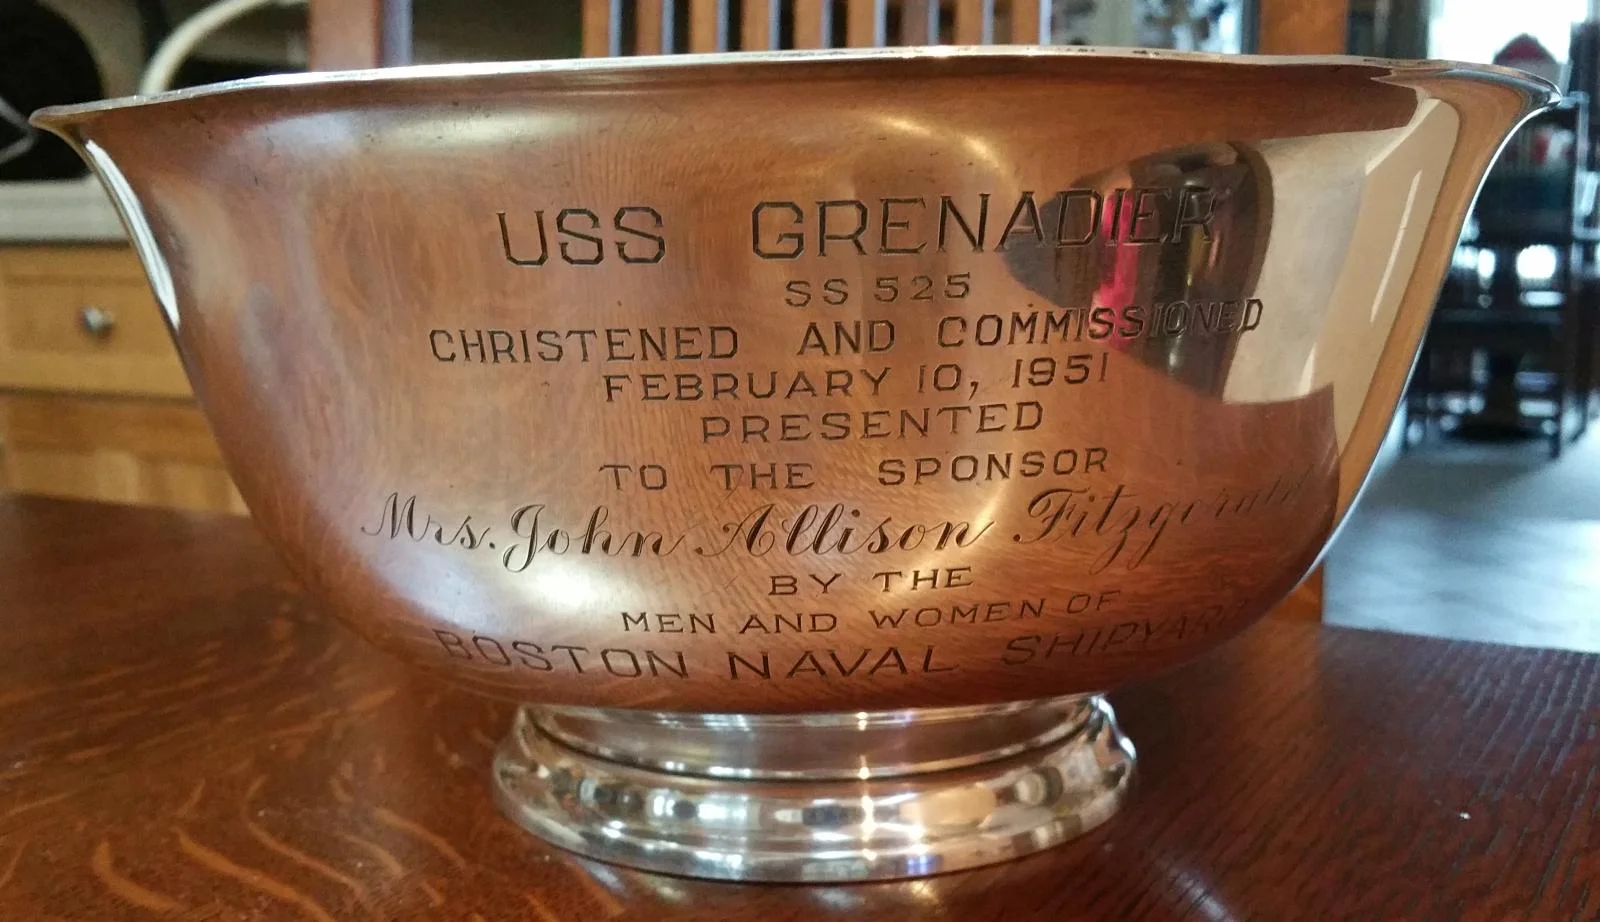 USS GRENADIER
SS 525
CHRISTENED AND COMMISSIONED
FEBRUARY 10, 1951
PRESENTED
TO THE SPONSOR
Mrs. John Allison Fitzgerald
BY THE
MEN AND WOMEN OF
BOSTON NAVAL SHIPYARD